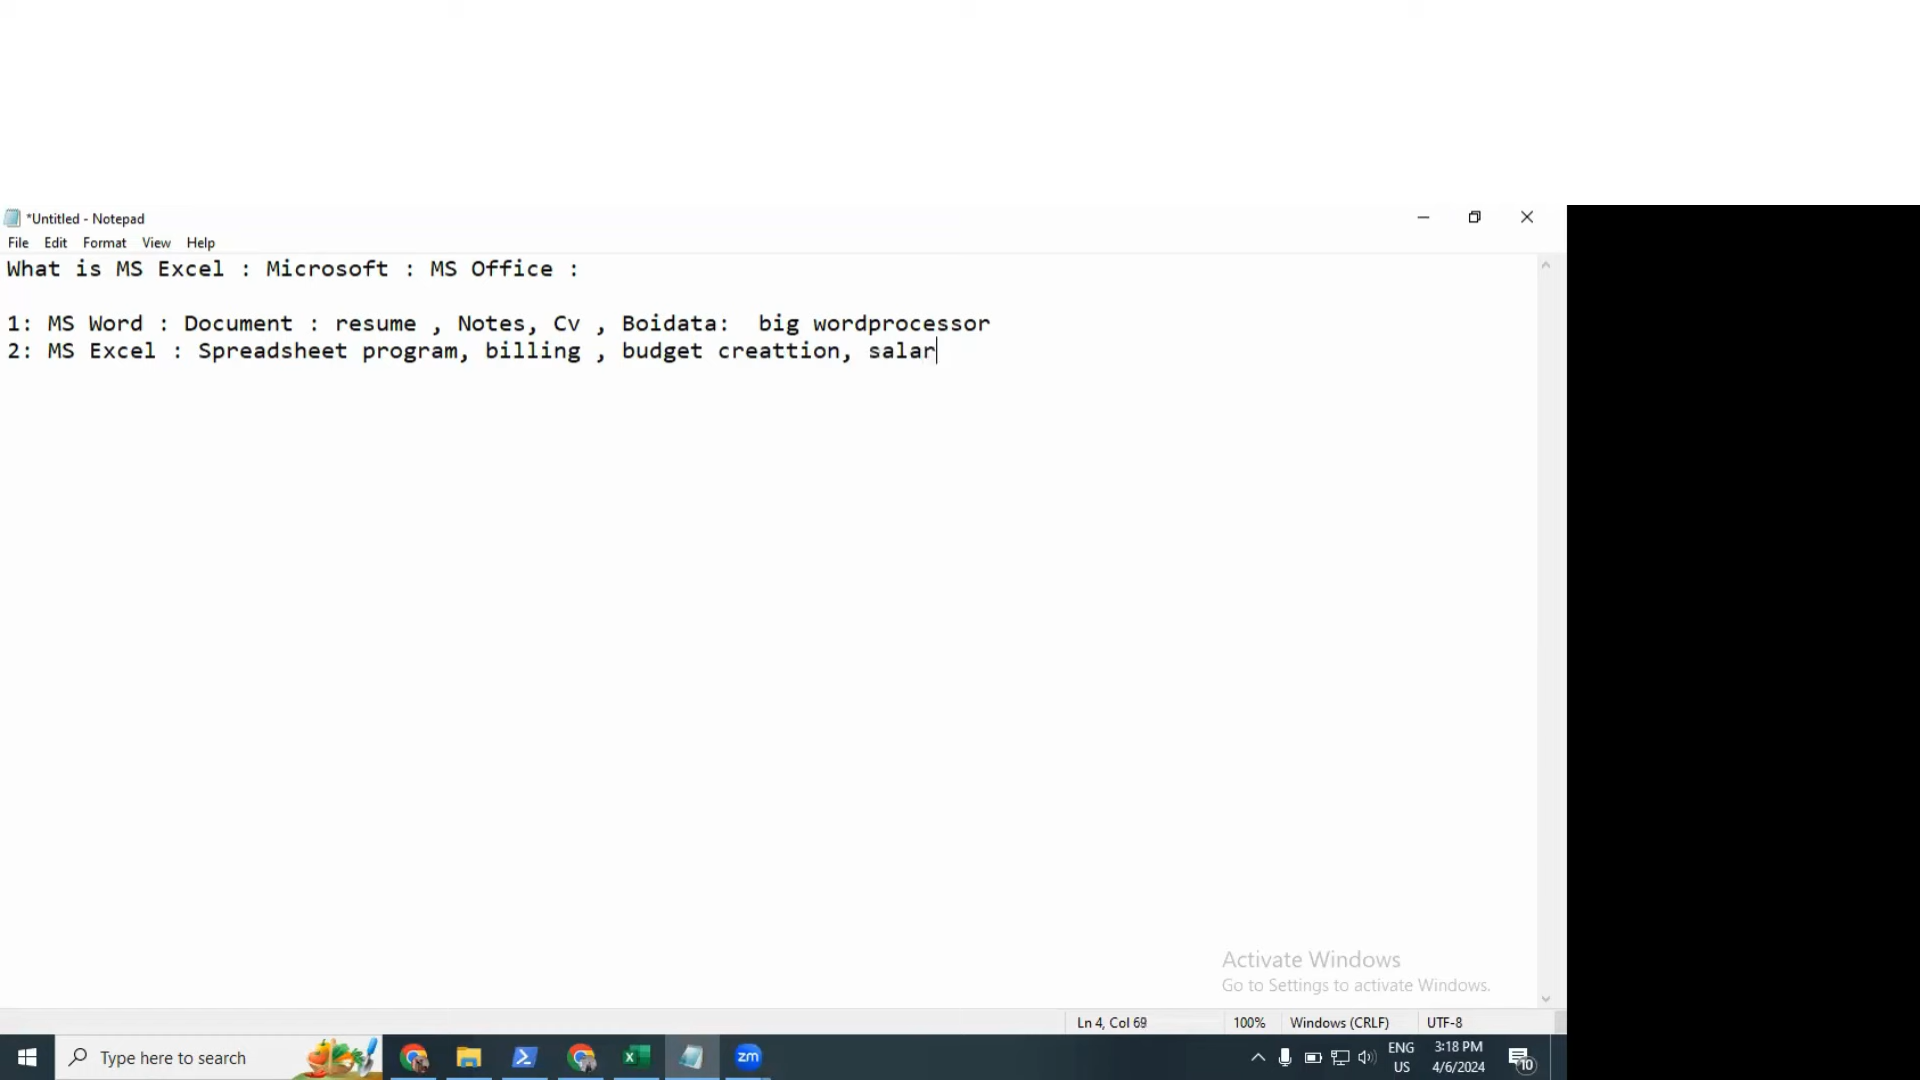 *Untitled - Notepad
File Edit Format View Help
What is MS Excel : Microsoft : MS Office :
1: MS Word : Document : resume , Notes, Cv , Boidata:  big wordprocessor
2: MS Excel : Spreadsheet program, billing , budget creattion, salar
Activate Windows
Go to Settings to activate Windows.
Ln 4, Col 69 100% Windows (CRLF) UTF-8
Type here to search
zm
ENG
US
3:18 PM
4/6/2024
10